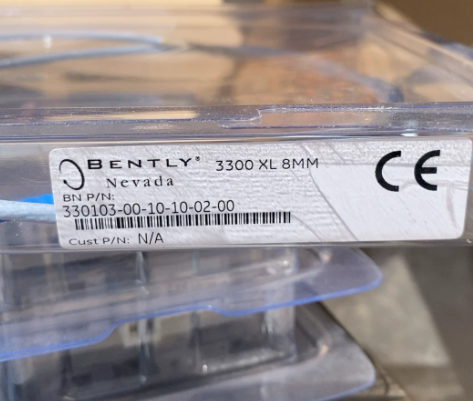 BENTLY® 3300 XL 8MM
Nevada
BN P/N:
330103-00-10-10-02-00
Cust P/N: N/A
CE